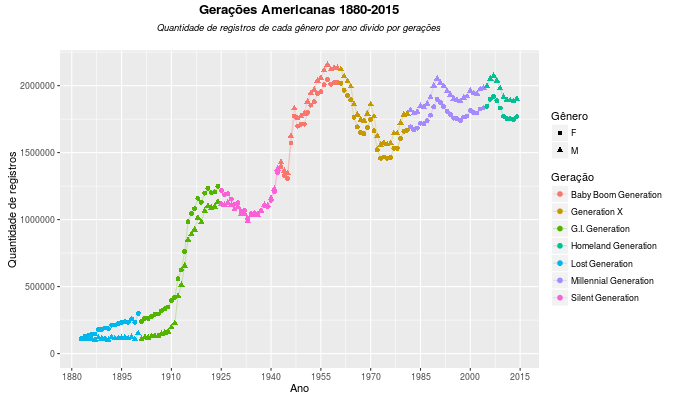 Gerações Americanas 1880-2015
Quantidade de registros de cada gênero por ano divido por gerações
Quantidade de registros
2000000
1500000
1000000
500000
0
1880 1895 1910 1925 1940 1955 1970 1985 2000 2015
Ano
Gênero
F
M
Geração
Baby Boom Generation
Generation X
G.I. Generation
Homeland Generation
Lost Generation
Millennial Generation
Silent Generation